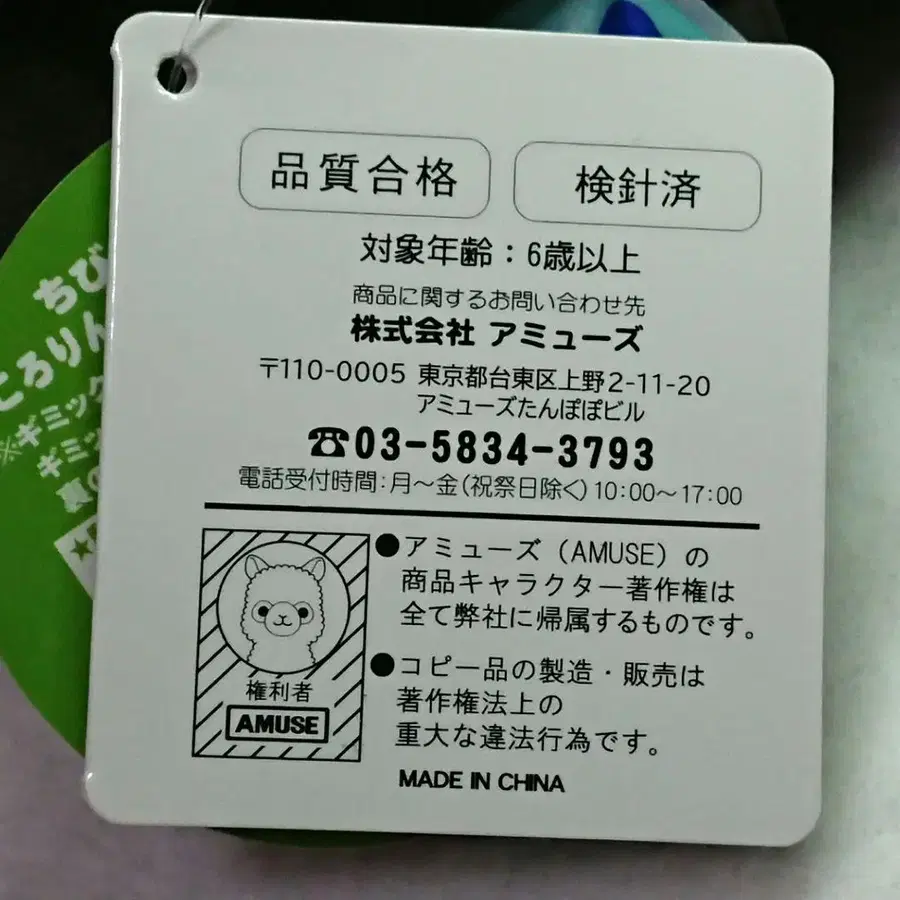 品質合格
検針済
対象年齢：6歳以上
商品に関するお問い合わせ先
株式会社 アミューズ
〒110-0005 東京都台東区上野2-11-20
アミューズたんぽぽビル
☎03-5834-3793
電話受付時間：月～金（祝祭日除く）10：00～17：00
●アミューズ（AMUSE）の
商品キャラクター著作権は
全て弊社に帰属するものです。
●コピー品の製造・販売は
著作権法上の
重大な違法行為です。
権利者
AMUSE
MADE IN CHINA
ちび
ころりん
※ギミック
ギミッ